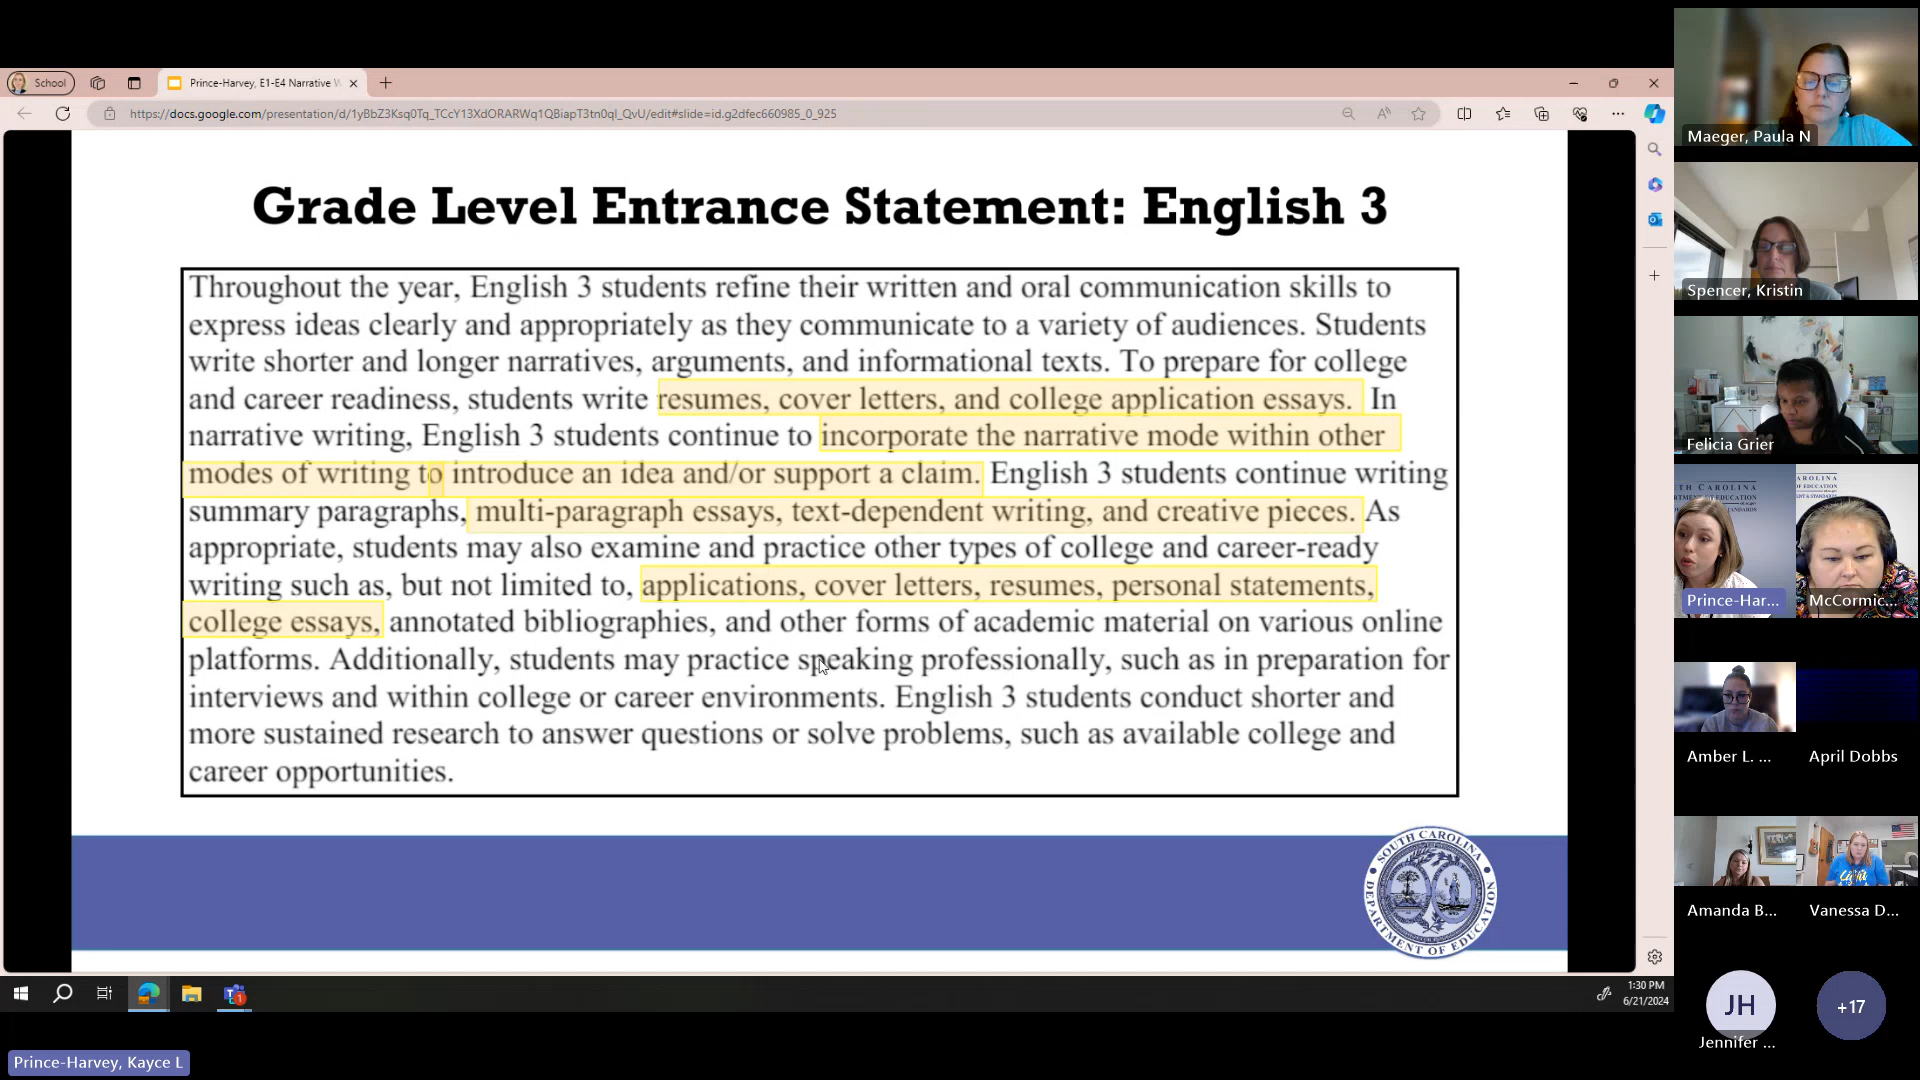 School
Prince-Harvey, E1-E4 Narrative W
https://docs.google.com/presentation/d/1yBbZ3Ksq0Tq_TCcY13XdORARWq1QBiapT3tn0ql_QvU/edit#slide=id.g2dfec660985_0_925
Grade Level Entrance Statement: English 3
Throughout the year, English 3 students refine their written and oral communication skills to
express ideas clearly and appropriately as they communicate to a variety of audiences. Students
write shorter and longer narratives, arguments, and informational texts. To prepare for college
and career readiness, students write resumes, cover letters, and college application essays. In
narrative writing, English 3 students continue to incorporate the narrative mode within other
modes of writing to introduce an idea and/or support a claim. English 3 students continue writing
summary paragraphs, multi-paragraph essays, text-dependent writing, and creative pieces. As
appropriate, students may also examine and practice other types of college and career-ready
writing such as, but not limited to, applications, cover letters, resumes, personal statements,
college essays, annotated bibliographies, and other forms of academic material on various online
platforms. Additionally, students may practice speaking professionally, such as in preparation for
interviews and within college or career environments. English 3 students conduct shorter and
more sustained research to answer questions or solve problems, such as available college and
career opportunities.
SOUTH CAROLINA
DEPARTMENT OF EDUCATION
1:30 PM
6/21/2024
Prince-Harvey, Kayce L
Maeger, Paula N
Spencer, Kristin
Felicia Grier
Prince-Har...
McCormic...
Amber L. ...
April Dobbs
Amanda B...
Vanessa D...
JH
+17
Jennifer ...